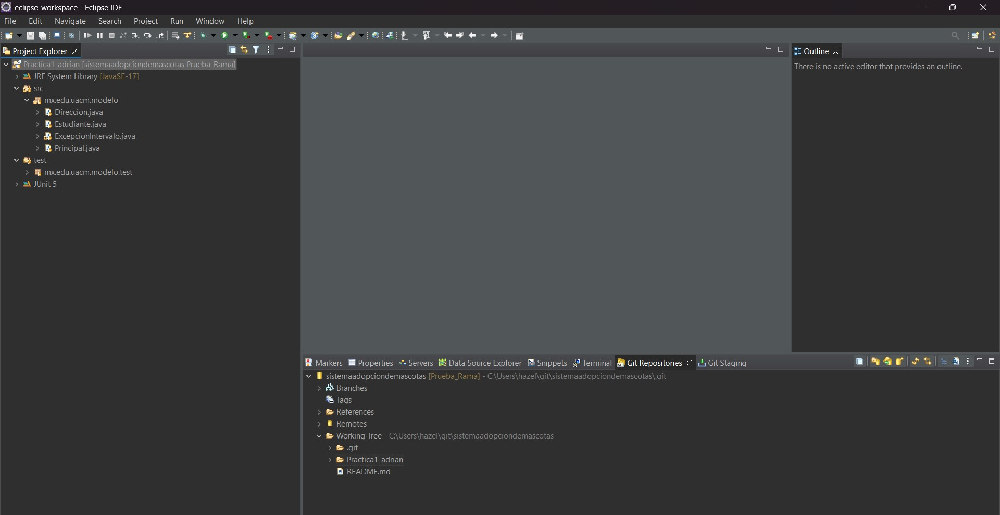 eclipse-workspace - Eclipse IDE
File Edit Navigate Search Project Run Window Help
Project Explorer
Practica1_adrian [sistemaadopciondemascotas Prueba_Rama]
JRE System Library [JavaSE-17]
src
mx.edu.uacm.modelo
Direccion.java
Estudiante.java
ExcepcionIntervalo.java
Principal.java
test
mx.edu.uacm.modelo.test
JUnit 5
Outline
There is no active editor that provides an outline.
Markers Properties Servers Data Source Explorer Snippets Terminal Git Repositories Git Staging
sistemaadopciondemascotas [Prueba_Rama] - C:\Users\hazel\git\sistemaadopciondemascotas\.git
Branches
Tags
References
Remotes
Working Tree - C:\Users\hazel\git\sistemaadopciondemascotas
.git
Practica1_adrian
README.md